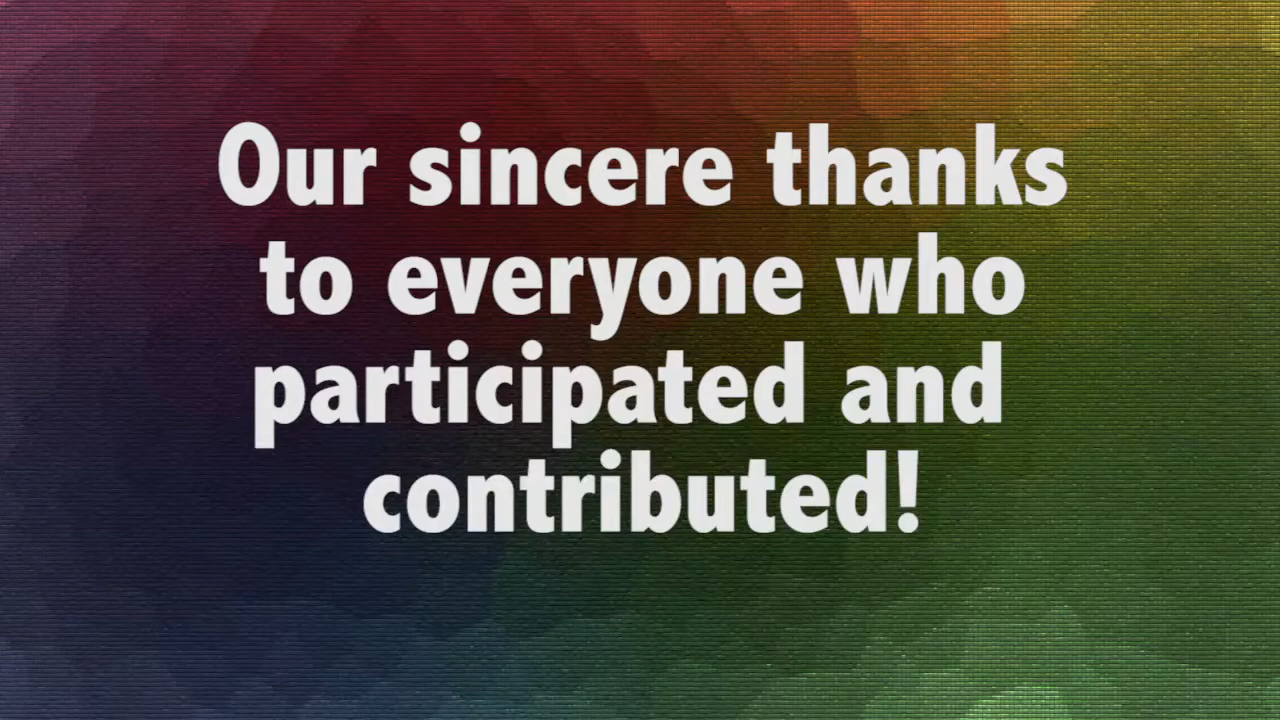 Our sincere thanks
to everyone who
participated and
contributed!